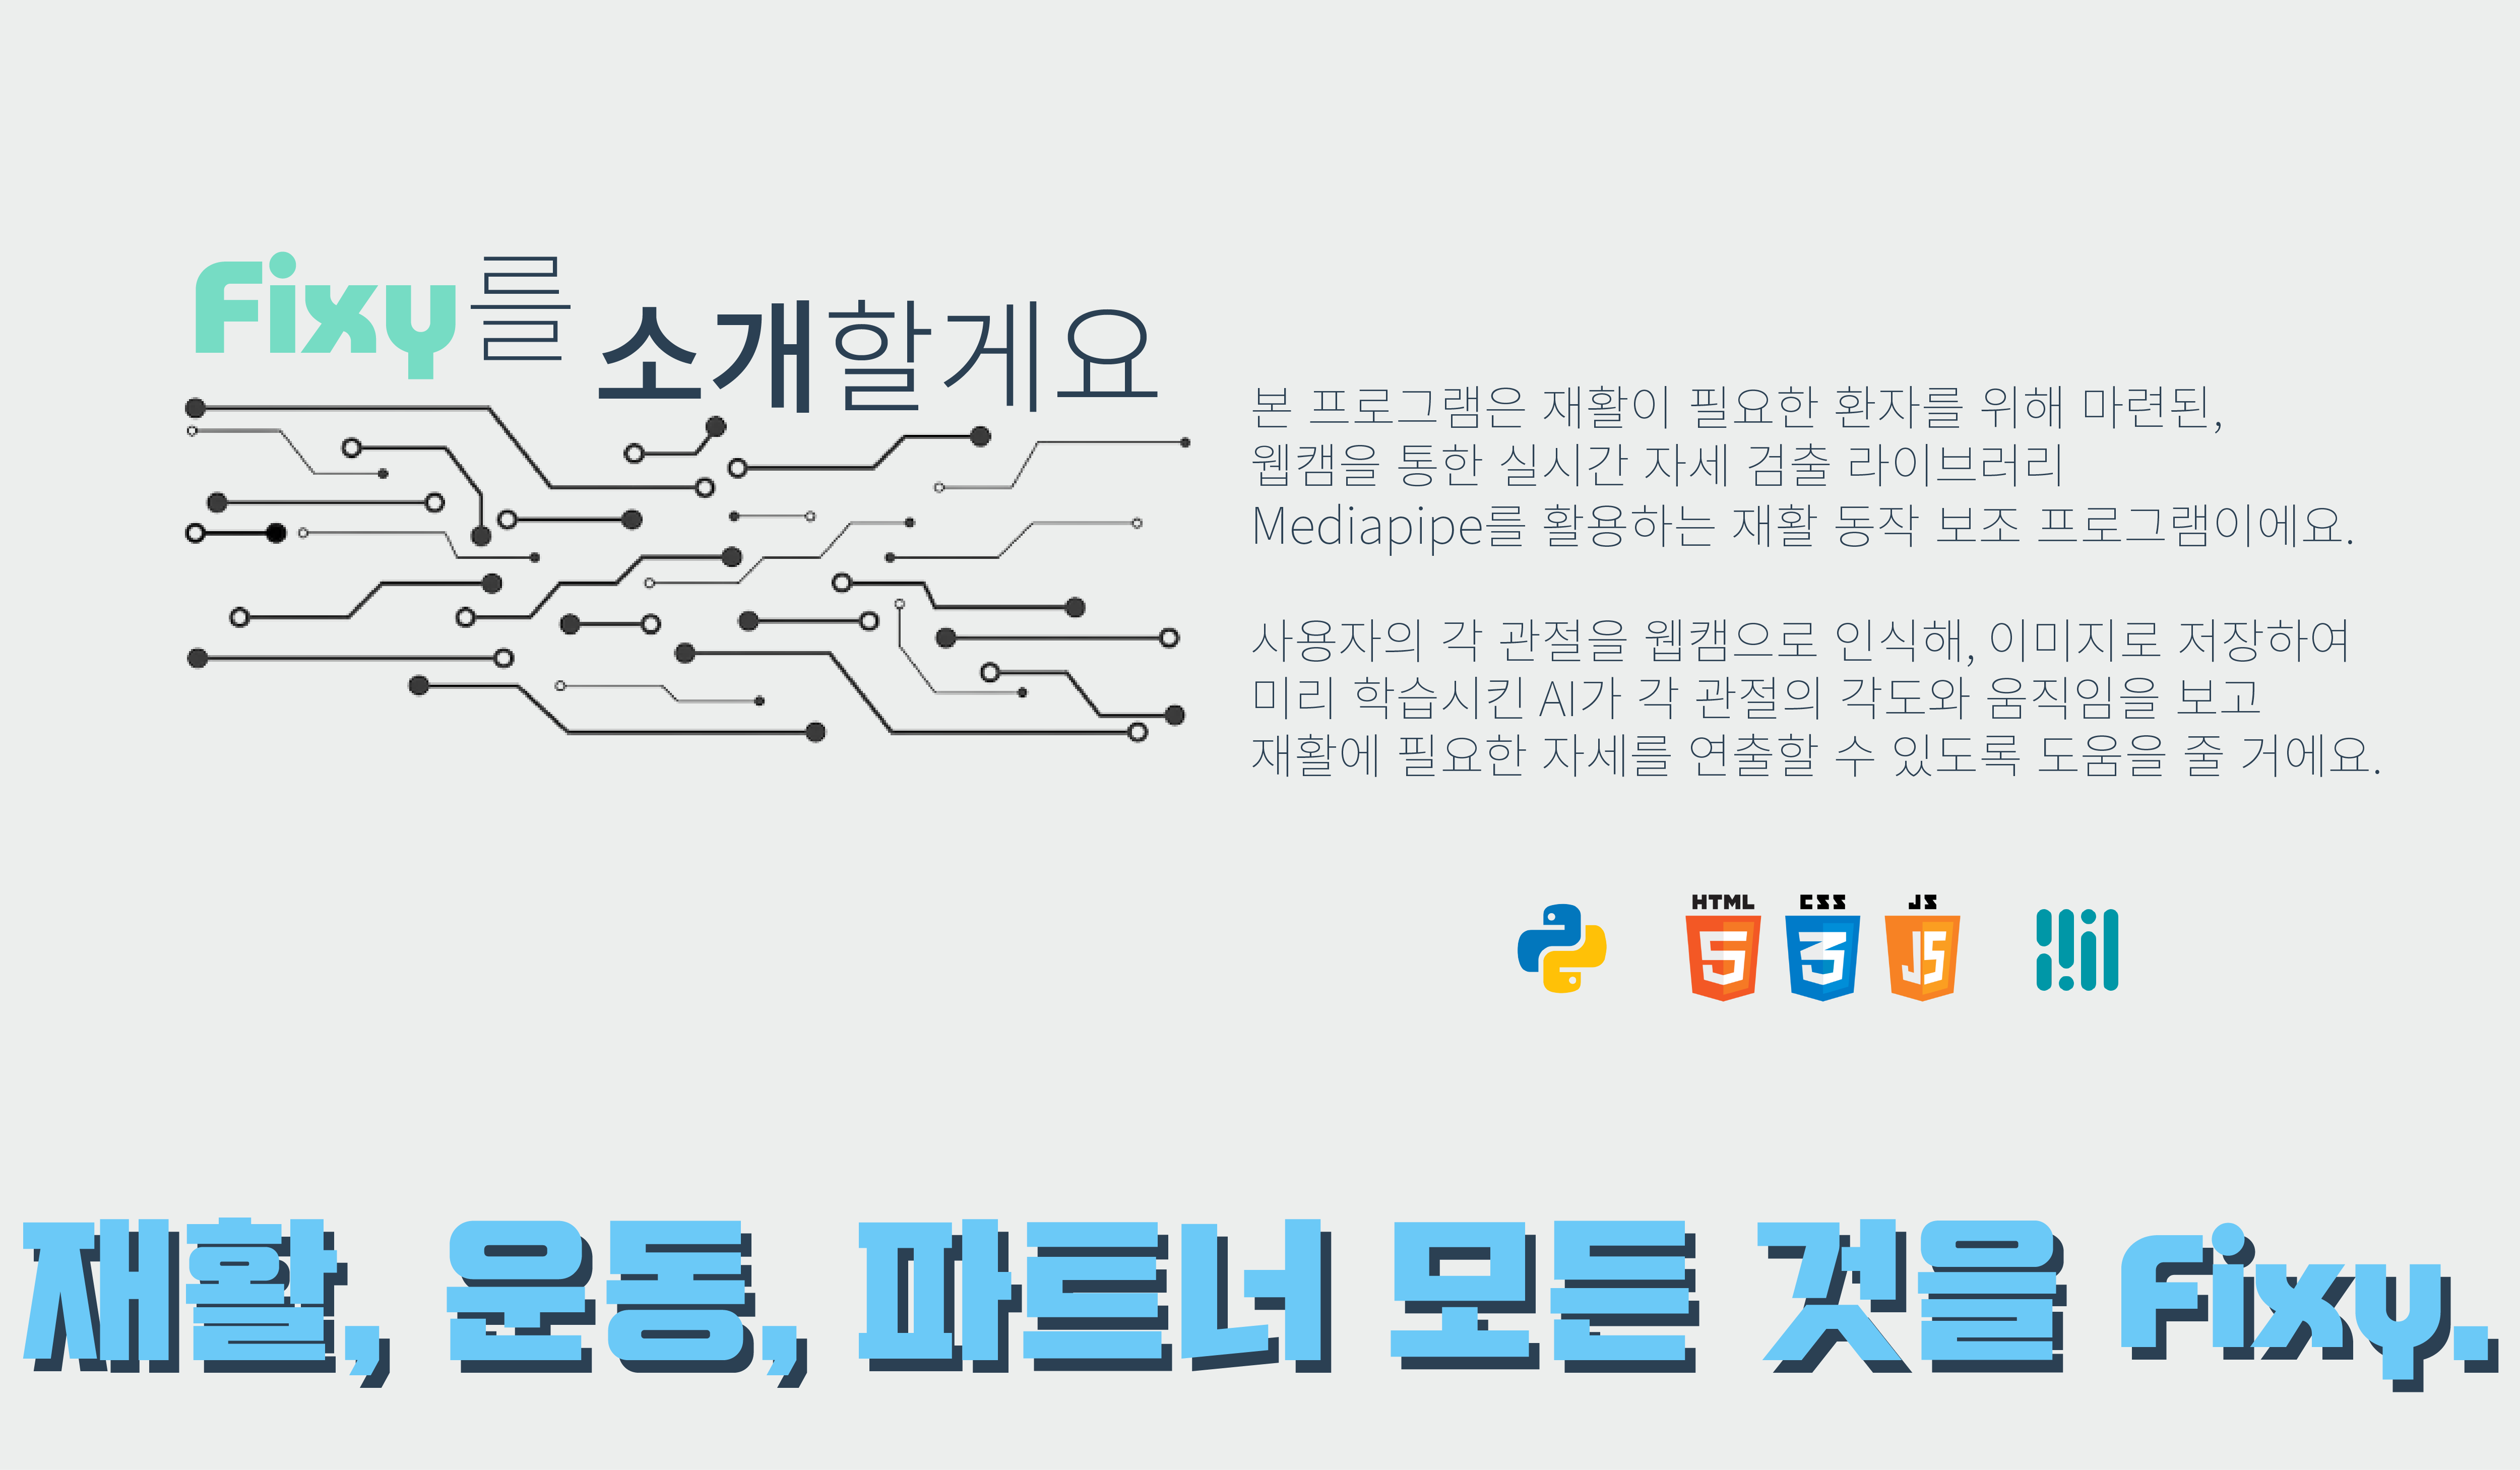 Fixy를 소개할게요
본 프로그램은 재활이 필요한 환자를 위해 마련된,
웹캠을 통한 실시간 자세 검출 라이브러리
Mediapipe를 활용하는 재활 동작 보조 프로그램이에요.
사용자의 각 관절을 웹캠으로 인식해, 이미지로 저장하여
미리 학습시킨 AI가 각 관절의 각도와 움직임을 보고
재활에 필요한 자세를 연출할 수 있도록 도움을 줄 거에요.
HTML CSS JS
5 3 JS
재활, 운동, 파트너 모든 것을 Fixy.